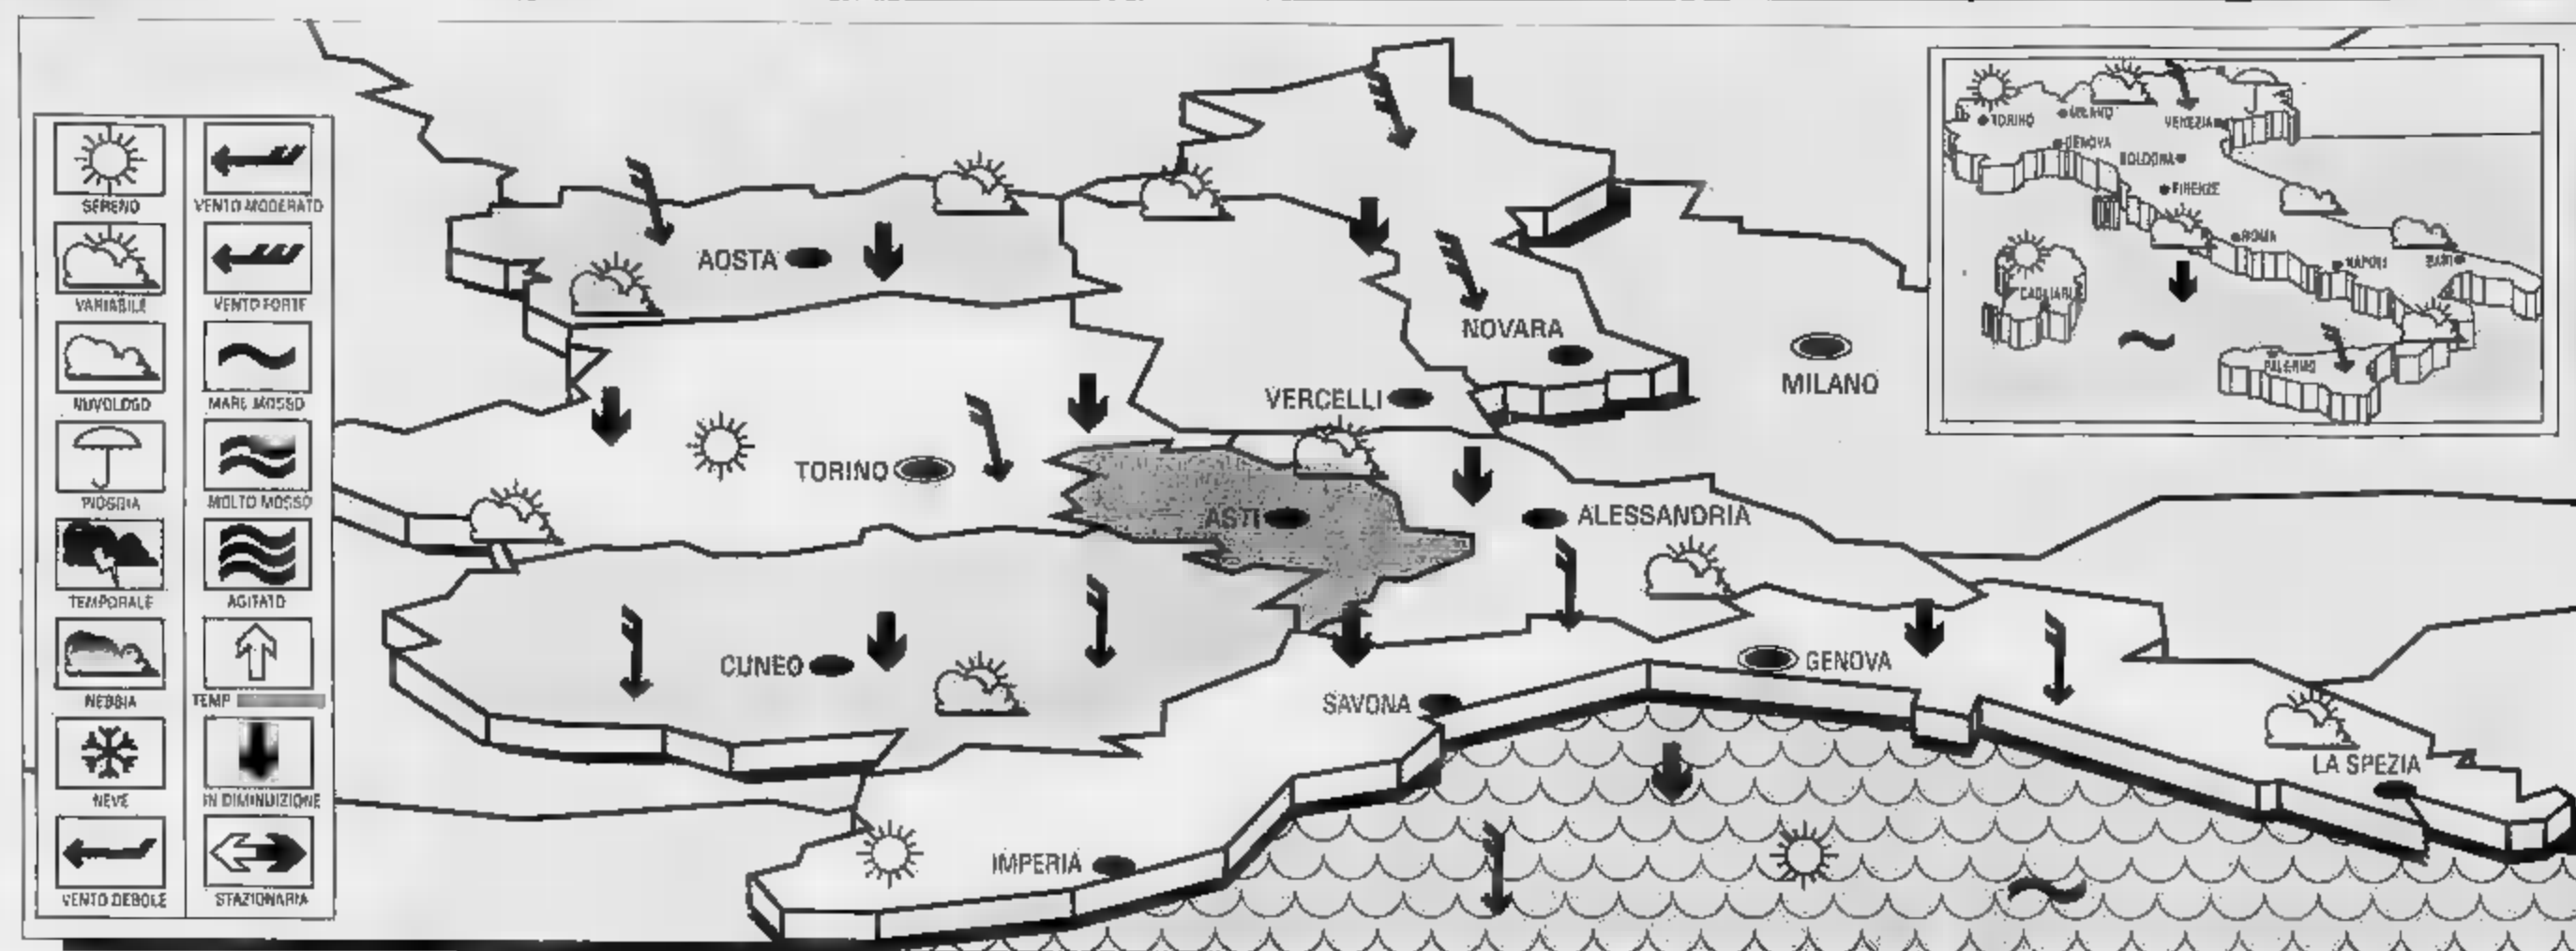 SERENO
VENTO MODERATO
VARIABILE
VENTO FORTE
NUVOLOSO
MARE MOSSO
PIOGGIA
MOLTO MOSSO
TEMPORALE
AGITATO
NEBBIA
TEMP
NEVE
IN DIMINUIZIONE
VENTO DEBOLE
STAZIONARIA
AOSTA
NOVARA
MILANO
VERCELLI
TORINO
ASTI
ALESSANDRIA
CUNEO
GENOVA
SAVONA
LA SPEZIA
IMPERIA
TORINO
MILANO
VENEZIA
GENOVA
BOLOGNA
FIRENZE
ROMA
NAPOLI
BARI
CAGLIARI
PALERMO